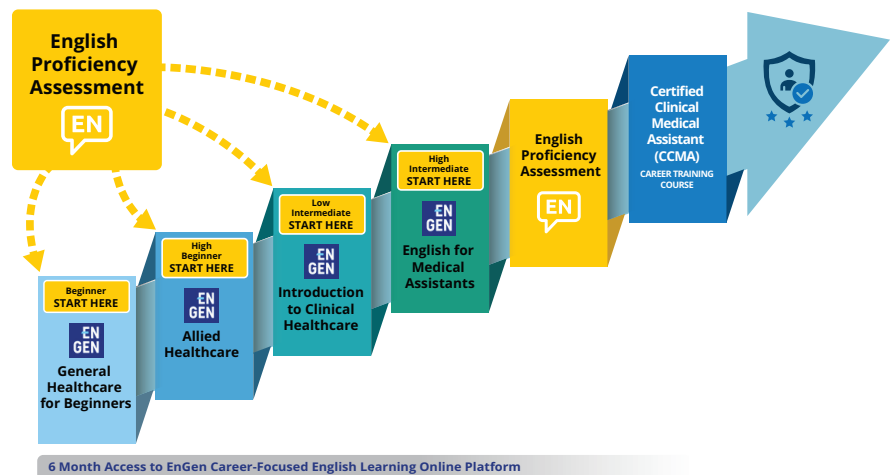 English
Proficiency
Assessment
EN
Beginner
START HERE
EN
GEN
General
Healthcare
for Beginners
High
Beginner
START HERE
EN
GEN
Allied
Healthcare
Low
Intermediate
START HERE
EN
GEN
Introduction
to Clinical
Healthcare
High
Intermediate
START HERE
EN
GEN
English for
Medical
Assistants
English
Proficiency
Assessment
EN
Certified
Clinical
Medical
Assistant
(CCMA)
CAREER TRAINING
COURSE
6 Month Access to EnGen Career-Focused English Learning Online Platform